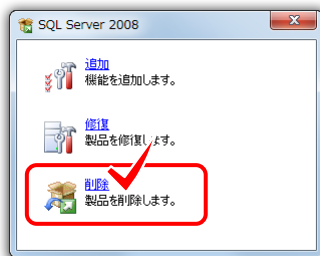 SQL Server 2008
追加
機能を追加します。
修復
製品を修復します。
削除
製品を削除します。